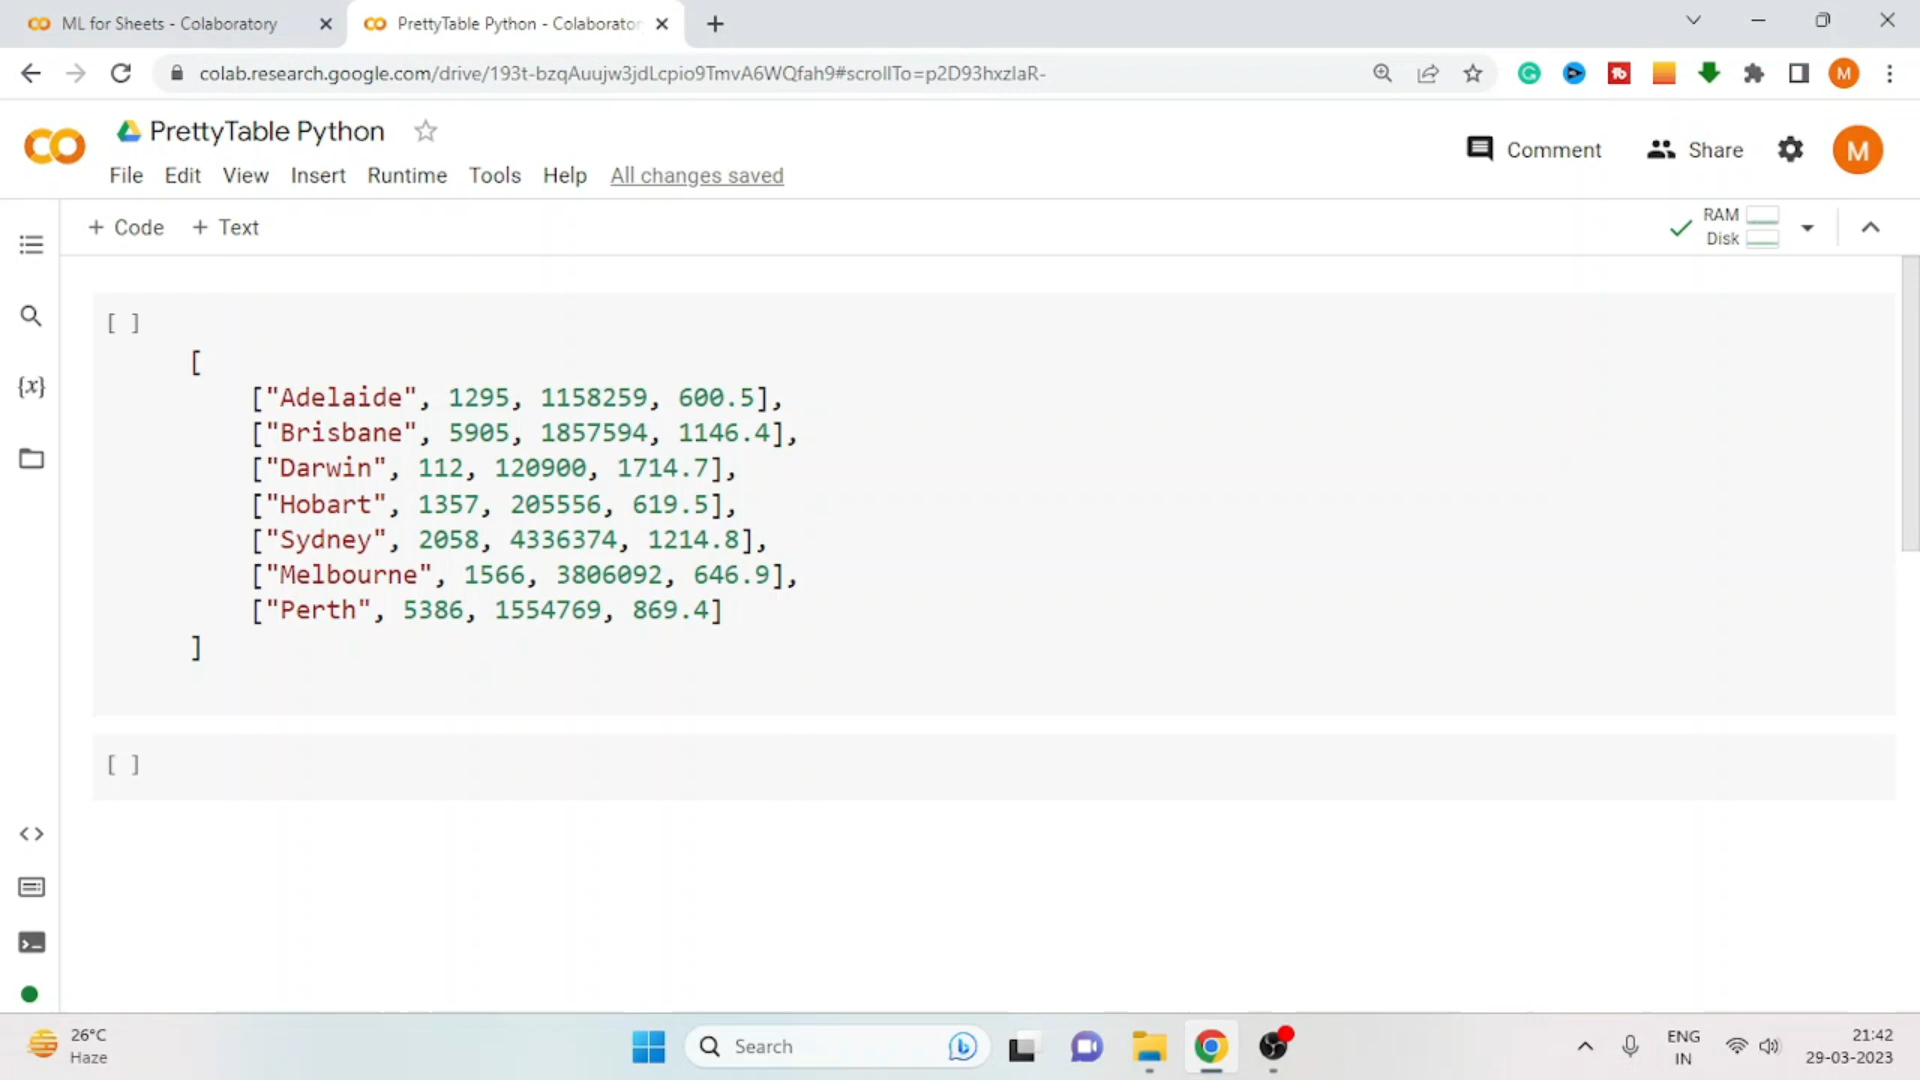 ML for Sheets - Colaboratory
PrettyTable Python - Colaborator
colab.research.google.com/drive/193t-bzqAuujw3jdLcpio9TmvA6WQfah9#scrollTo=p2D93hxzlaR-
M
PrettyTable Python
File Edit View Insert Runtime Tools Help All changes saved
Comment Share M
+ Code + Text
RAM
Disk
{x}
[ ]
[
["Adelaide", 1295, 1158259, 600.5],
["Brisbane", 5905, 1857594, 1146.4],
["Darwin", 112, 120900, 1714.7],
["Hobart", 1357, 205556, 619.5],
["Sydney", 2058, 4336374, 1214.8],
["Melbourne", 1566, 3806092, 646.9],
["Perth", 5386, 1554769, 869.4]
]
[ ]
26°C
Haze
Search
ENG
IN
21:42
29-03-2023